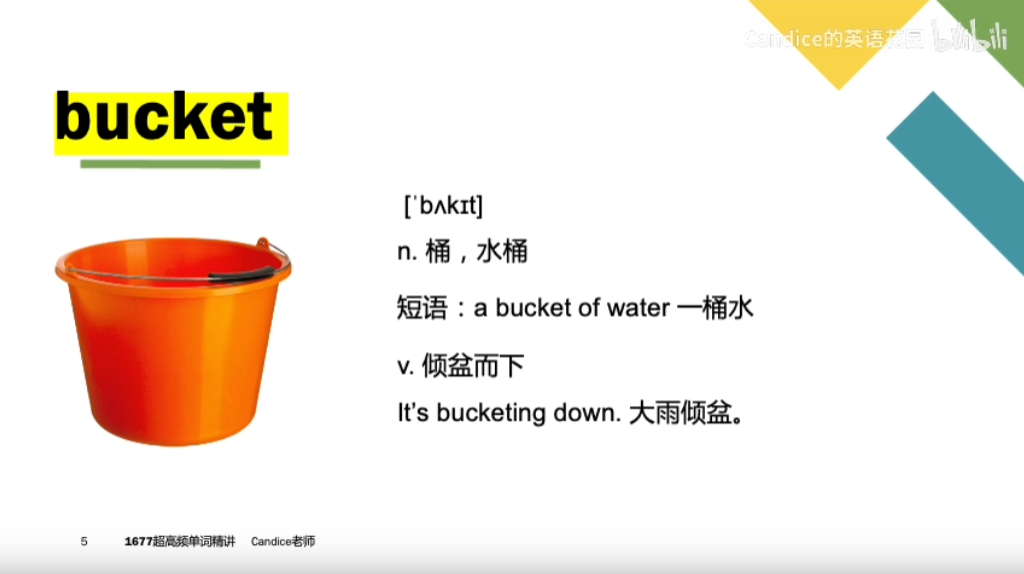 Candice的英语花园 bilibili
bucket
[ˈbʌkɪt]
n. 桶，水桶
短语：a bucket of water 一桶水
v. 倾盆而下
It’s bucketing down. 大雨倾盆。
5 1677超高频单词精讲 Candice老师